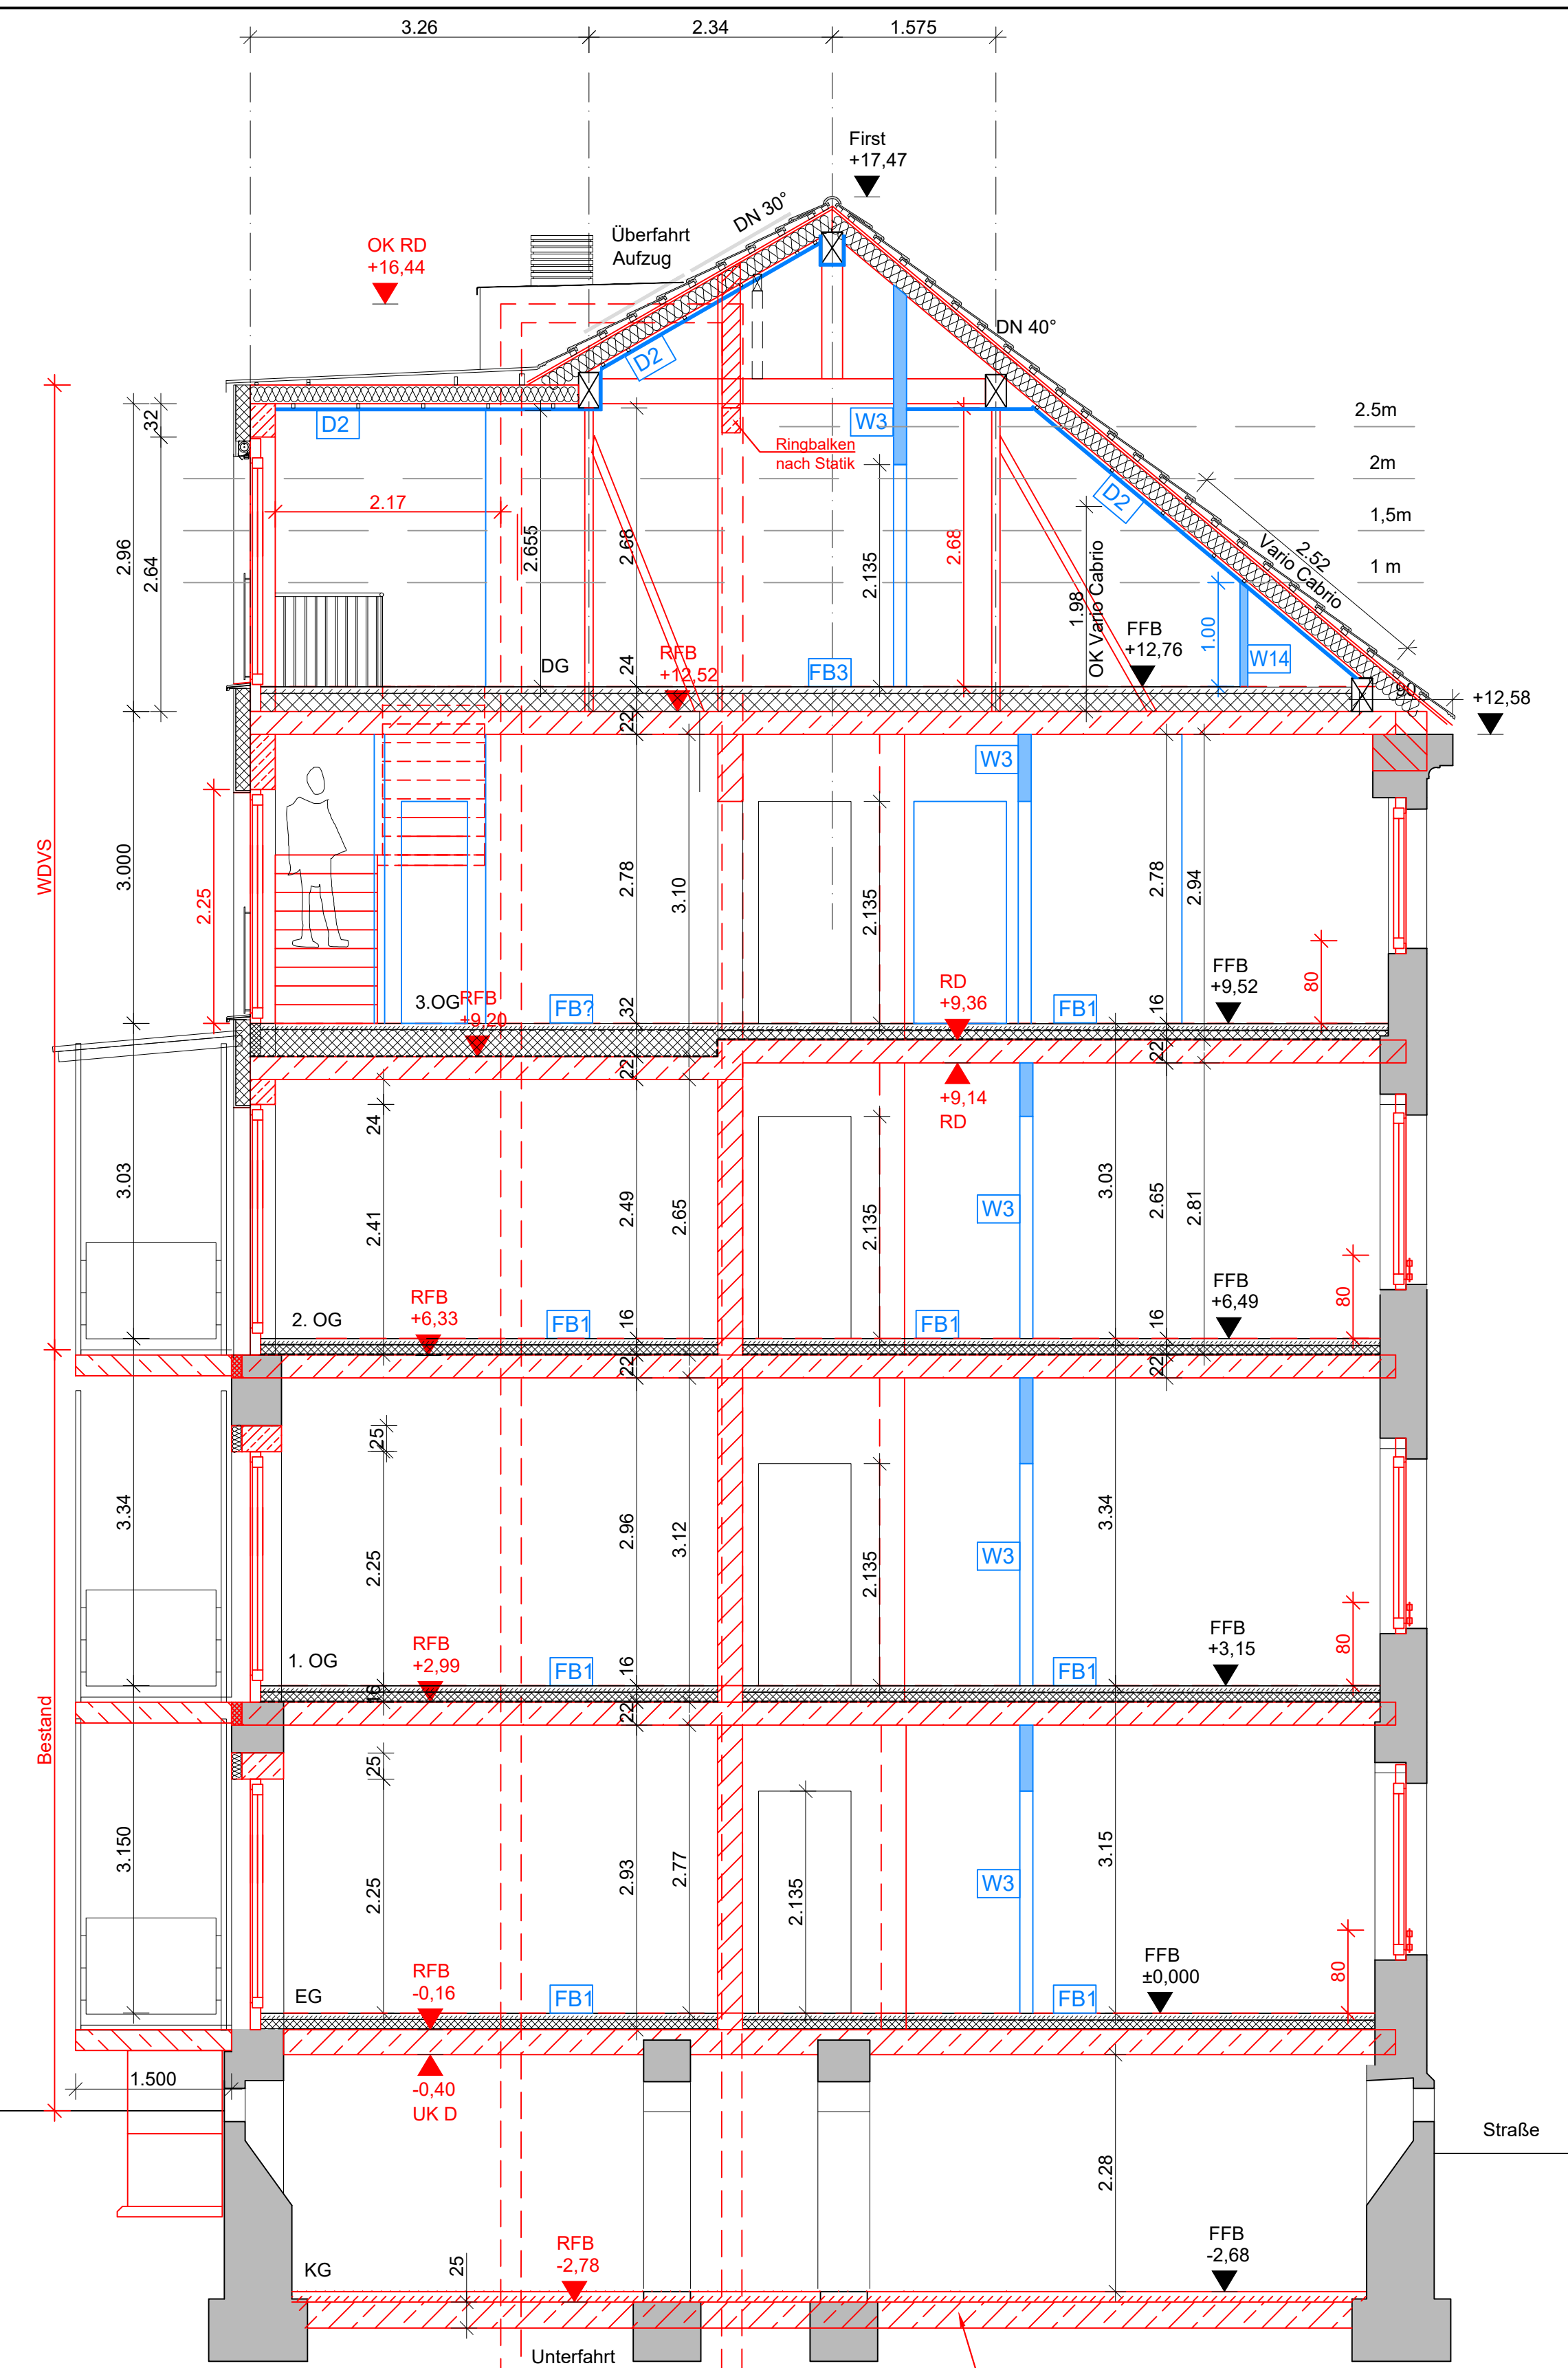 3.26
2.34
1.575
First
+17,47
DN 30°
Überfahrt
Aufzug
OK RD
+16,44
DN 40°
D2
D2
W3
Ringbalken
nach Statik
2.5m
2m
1,5m
1 m
32
2.96
2.64
2.17
2.655
2.68
2.135
2.68
D2
2.52
Vario Cabrio
1.98
OK Vario Cabrio
1.00
FFB
+12,76
W14
DG
24
RFB
+12,52
FB3
+12,58
22
W3
WDVS
3.000
2.25
2.78
3.10
2.135
2.78
2.94
80
3.OG
RFB
+9,20
FB?
32
RD
+9,36
FB1
16
FFB
+9,52
22
22
+9,14
RD
24
3.03
2.41
2.49
2.65
2.135
W3
3.03
2.65
2.81
80
2. OG
RFB
+6,33
FB1
16
FB1
16
FFB
+6,49
22
22
25
3.34
2.25
2.96
3.12
2.135
W3
3.34
80
1. OG
RFB
+2,99
FB1
16
FB1
FFB
+3,15
16
22
Bestand
25
3.150
2.25
2.93
2.77
2.135
W3
3.15
80
EG
RFB
-0,16
FB1
FB1
FFB
±0,000
1.500
-0,40
UK D
Straße
2.28
KG
25
RFB
-2,78
FFB
-2,68
Unterfahrt